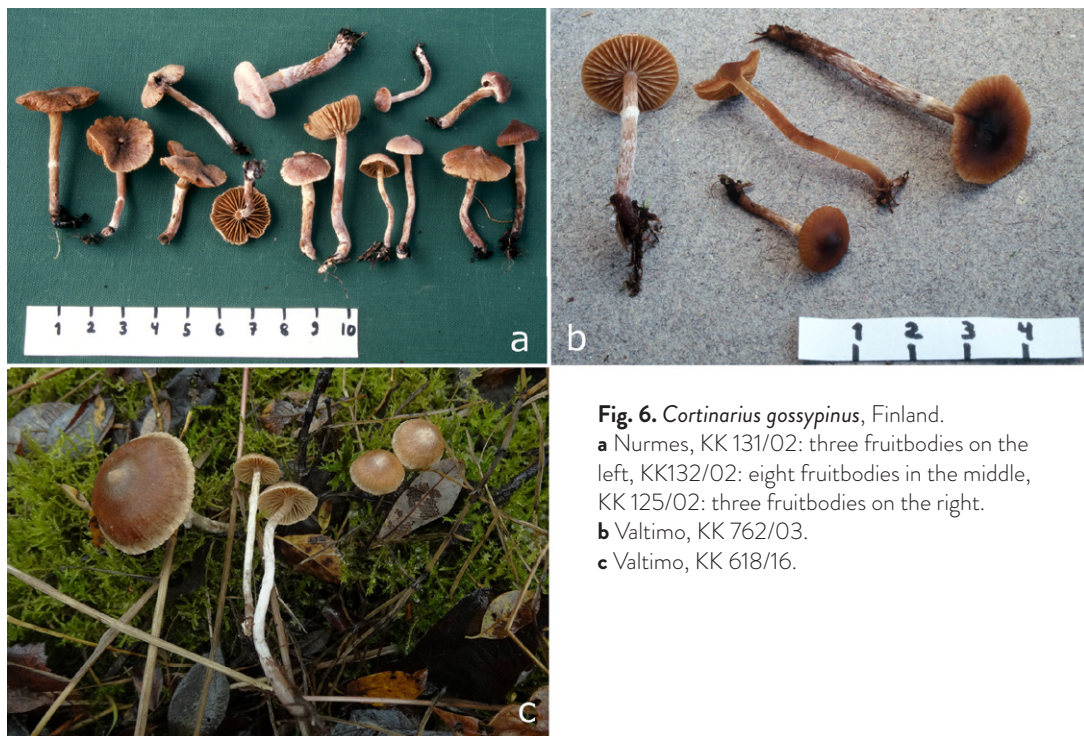 1 2 3 4 5 6 7 8 9 10
a
b
1 2 3 4
c
Fig. 6. Cortinarius gossypinus, Finland.
a Nurmes, KK 131/02: three fruitbodies on the
left, KK132/02: eight fruitbodies in the middle,
KK 125/02: three fruitbodies on the right.
b Valtimo, KK 762/03.
c Valtimo, KK 618/16.